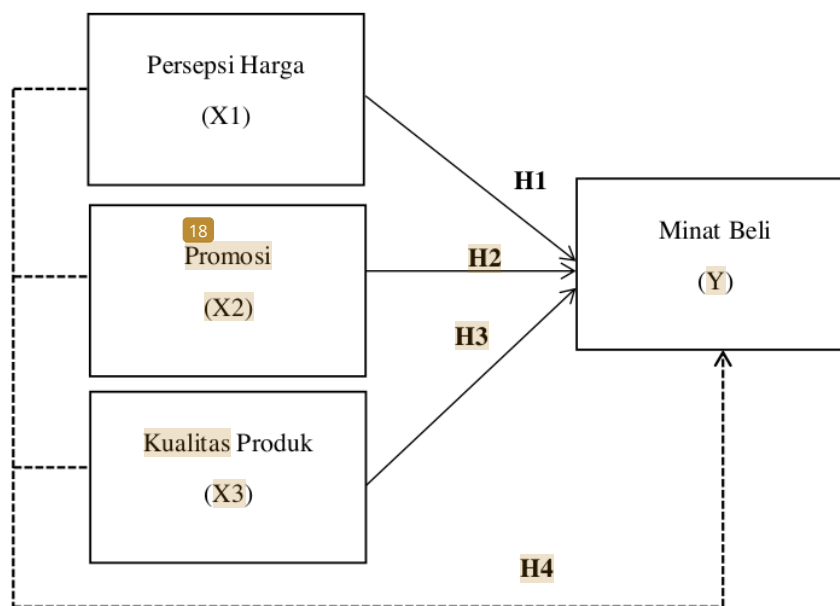 Persepsi Harga
(X1)
H1
18
Promosi
(X2)
H2
Minat Beli
(Y)
H3
Kualitas Produk
(X3)
H4